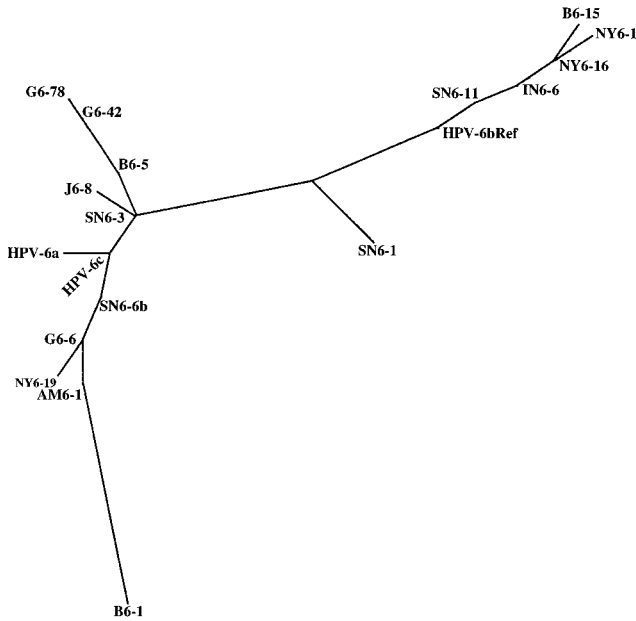 B6-15
NY6-1
NY6-16
IN6-6
G6-78
SN6-11
G6-42
HPV-6bRef
B6-5
J6-8
SN6-3
SN6-1
HPV-6a
HPV-6c
SN6-6b
G6-6
NY6-19
AM6-1
B6-1